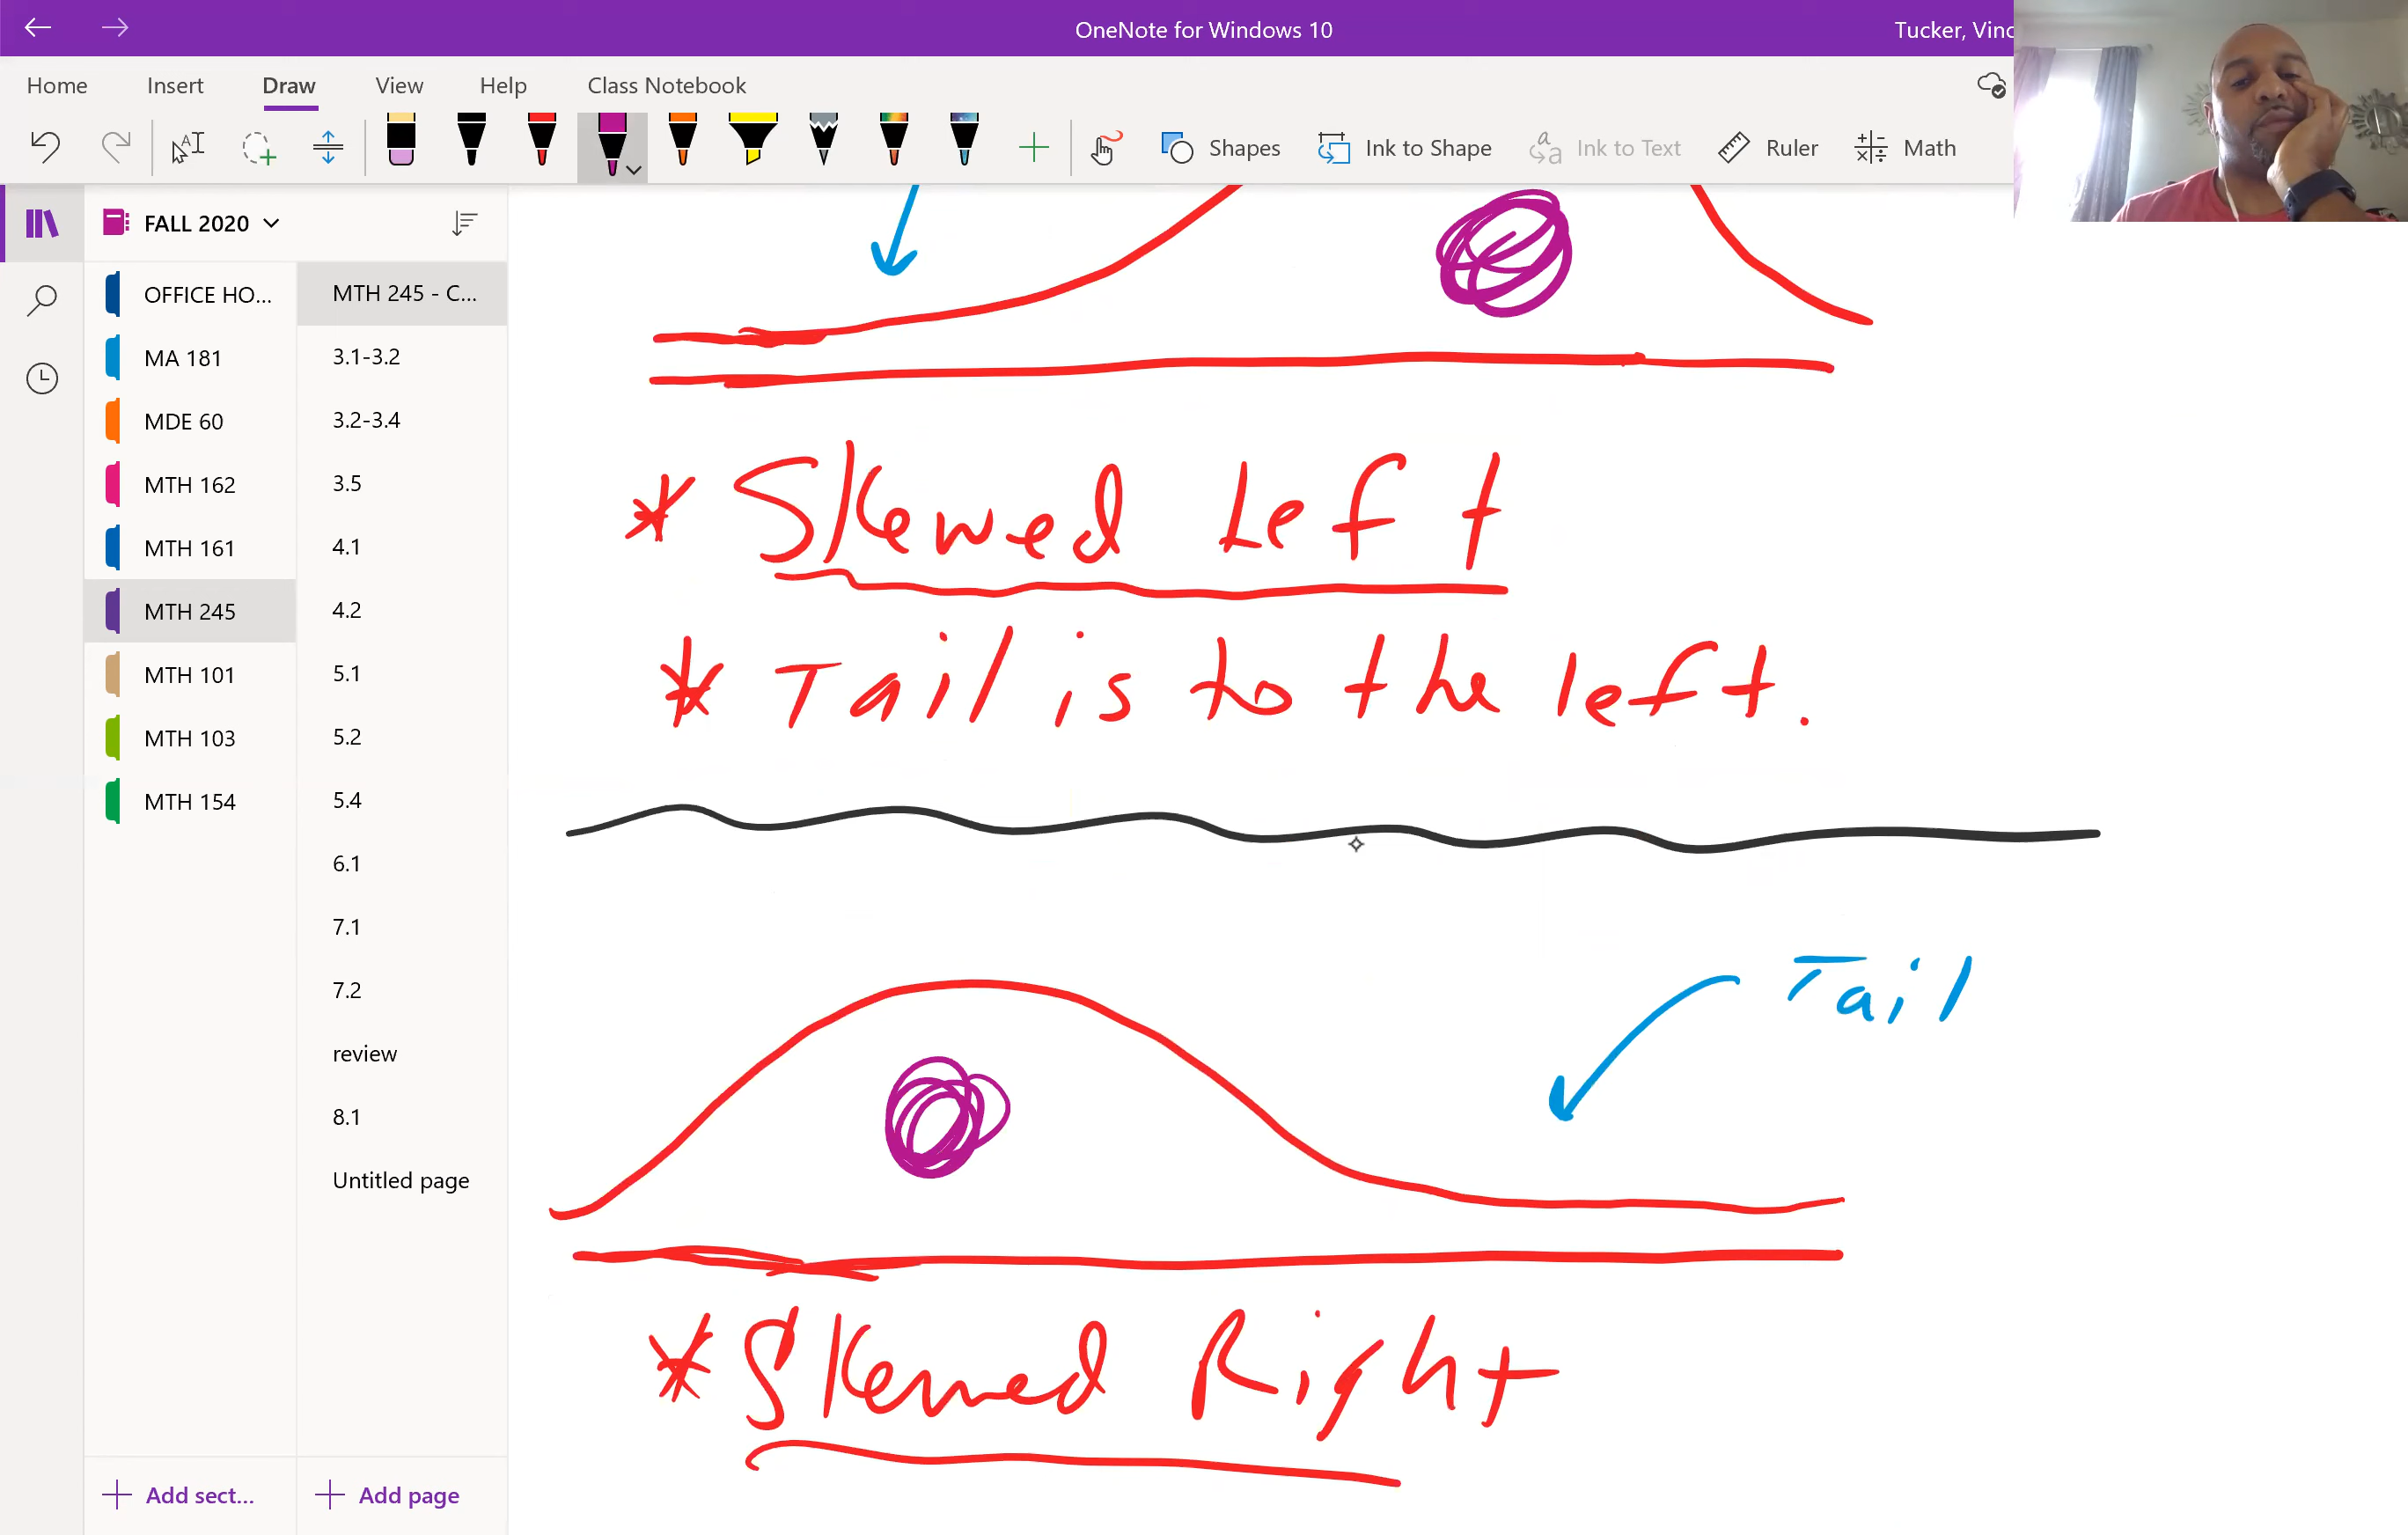 OneNote for Windows 10
Tucker, Vinc
Home Insert Draw View Help Class Notebook
Shapes Ink to Shape Ink to Text Ruler Math
FALL 2020
OFFICE HO...
MA 181
MDE 60
MTH 162
MTH 161
MTH 245
MTH 101
MTH 103
MTH 154
Add sect...
MTH 245 - C...
3.1-3.2
3.2-3.4
3.5
4.1
4.2
5.1
5.2
5.4
6.1
7.1
7.2
review
8.1
Untitled page
Add page
* Skewed Left
* Tail is to the left.
Tail
* Skewed Right